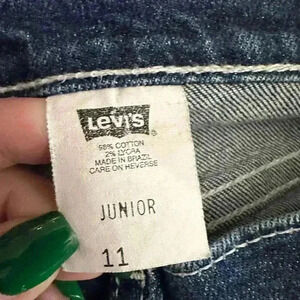 Levi's
98% COTTON
2% LYCRA
MADE IN BRAZIL
CARE ON REVERSE
JUNIOR
11